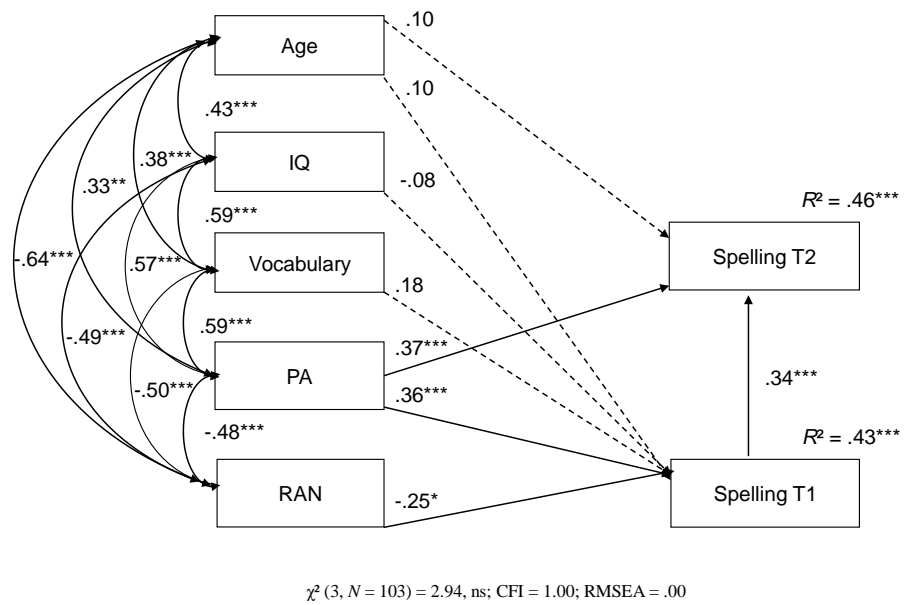 .10
Age
.10
.43***
.38***
IQ
-.08
.33**
.59***
R² = .46***
-.64***
.57***
Vocabulary
Spelling T2
.18
.59***
-.49***
.37***
PA
-.50***
.36***
.34***
-.48***
R² = .43***
RAN
-.25*
Spelling T1
χ² (3, N = 103) = 2.94, ns; CFI = 1.00; RMSEA = .00